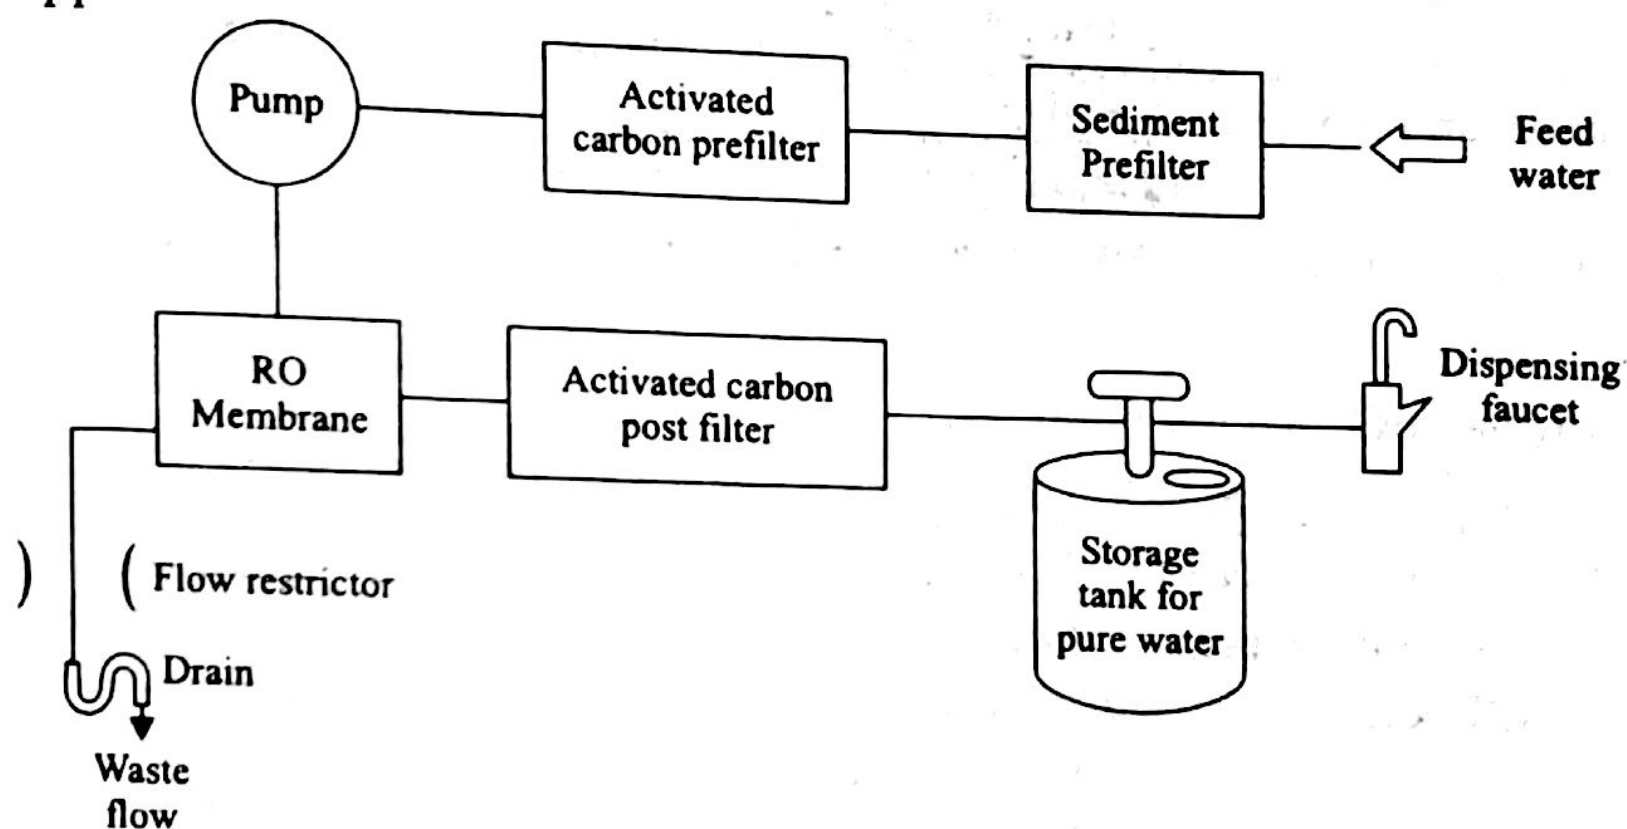 Pump
Activated
carbon prefilter
Sediment
Prefilter
Feed
water
RO
Membrane
Activated carbon
post filter
Dispensing
faucet
Storage
tank for
pure water
) ( Flow restrictor
Drain
Waste
flow